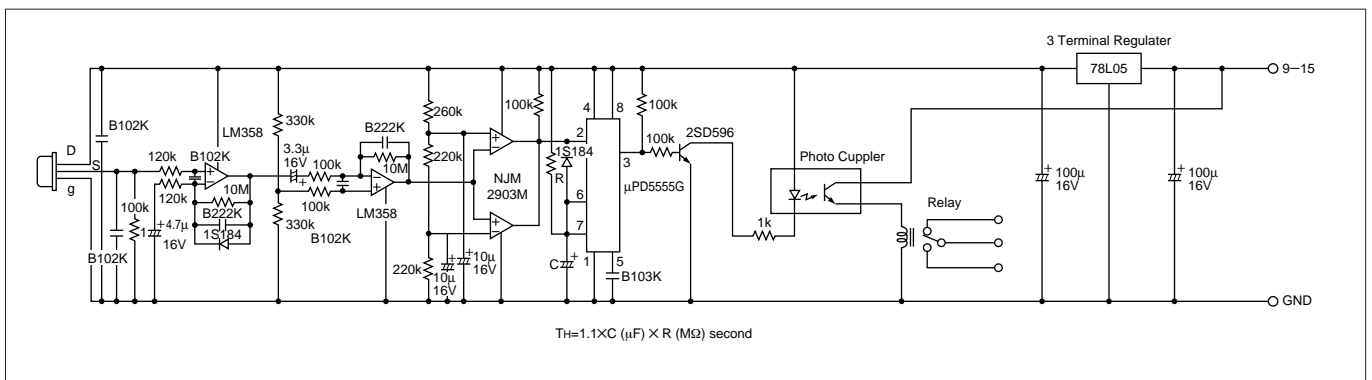 3 Terminal Regulater
78L05
9–15
D
S
g
B102K
B102K
100k
1
120k
120k
B102K
+4.7µ
16V
LM358
10M
B222K
1S184
330k
330k
3.3µ
16V
+
100k
100k
B102K
B222K
10M
LM358
260k
220k
220k
10µ
16V
10µ
16V
NJM
2903M
100k
1S184
R
C
+
4
8
2
3
6
7
1
5
µPD5555G
B103K
100k
100k
2SD596
1k
Photo Cuppler
Relay
100µ
16V
100µ
16V
GND
TH=1.1×C (µF) × R (MΩ) second